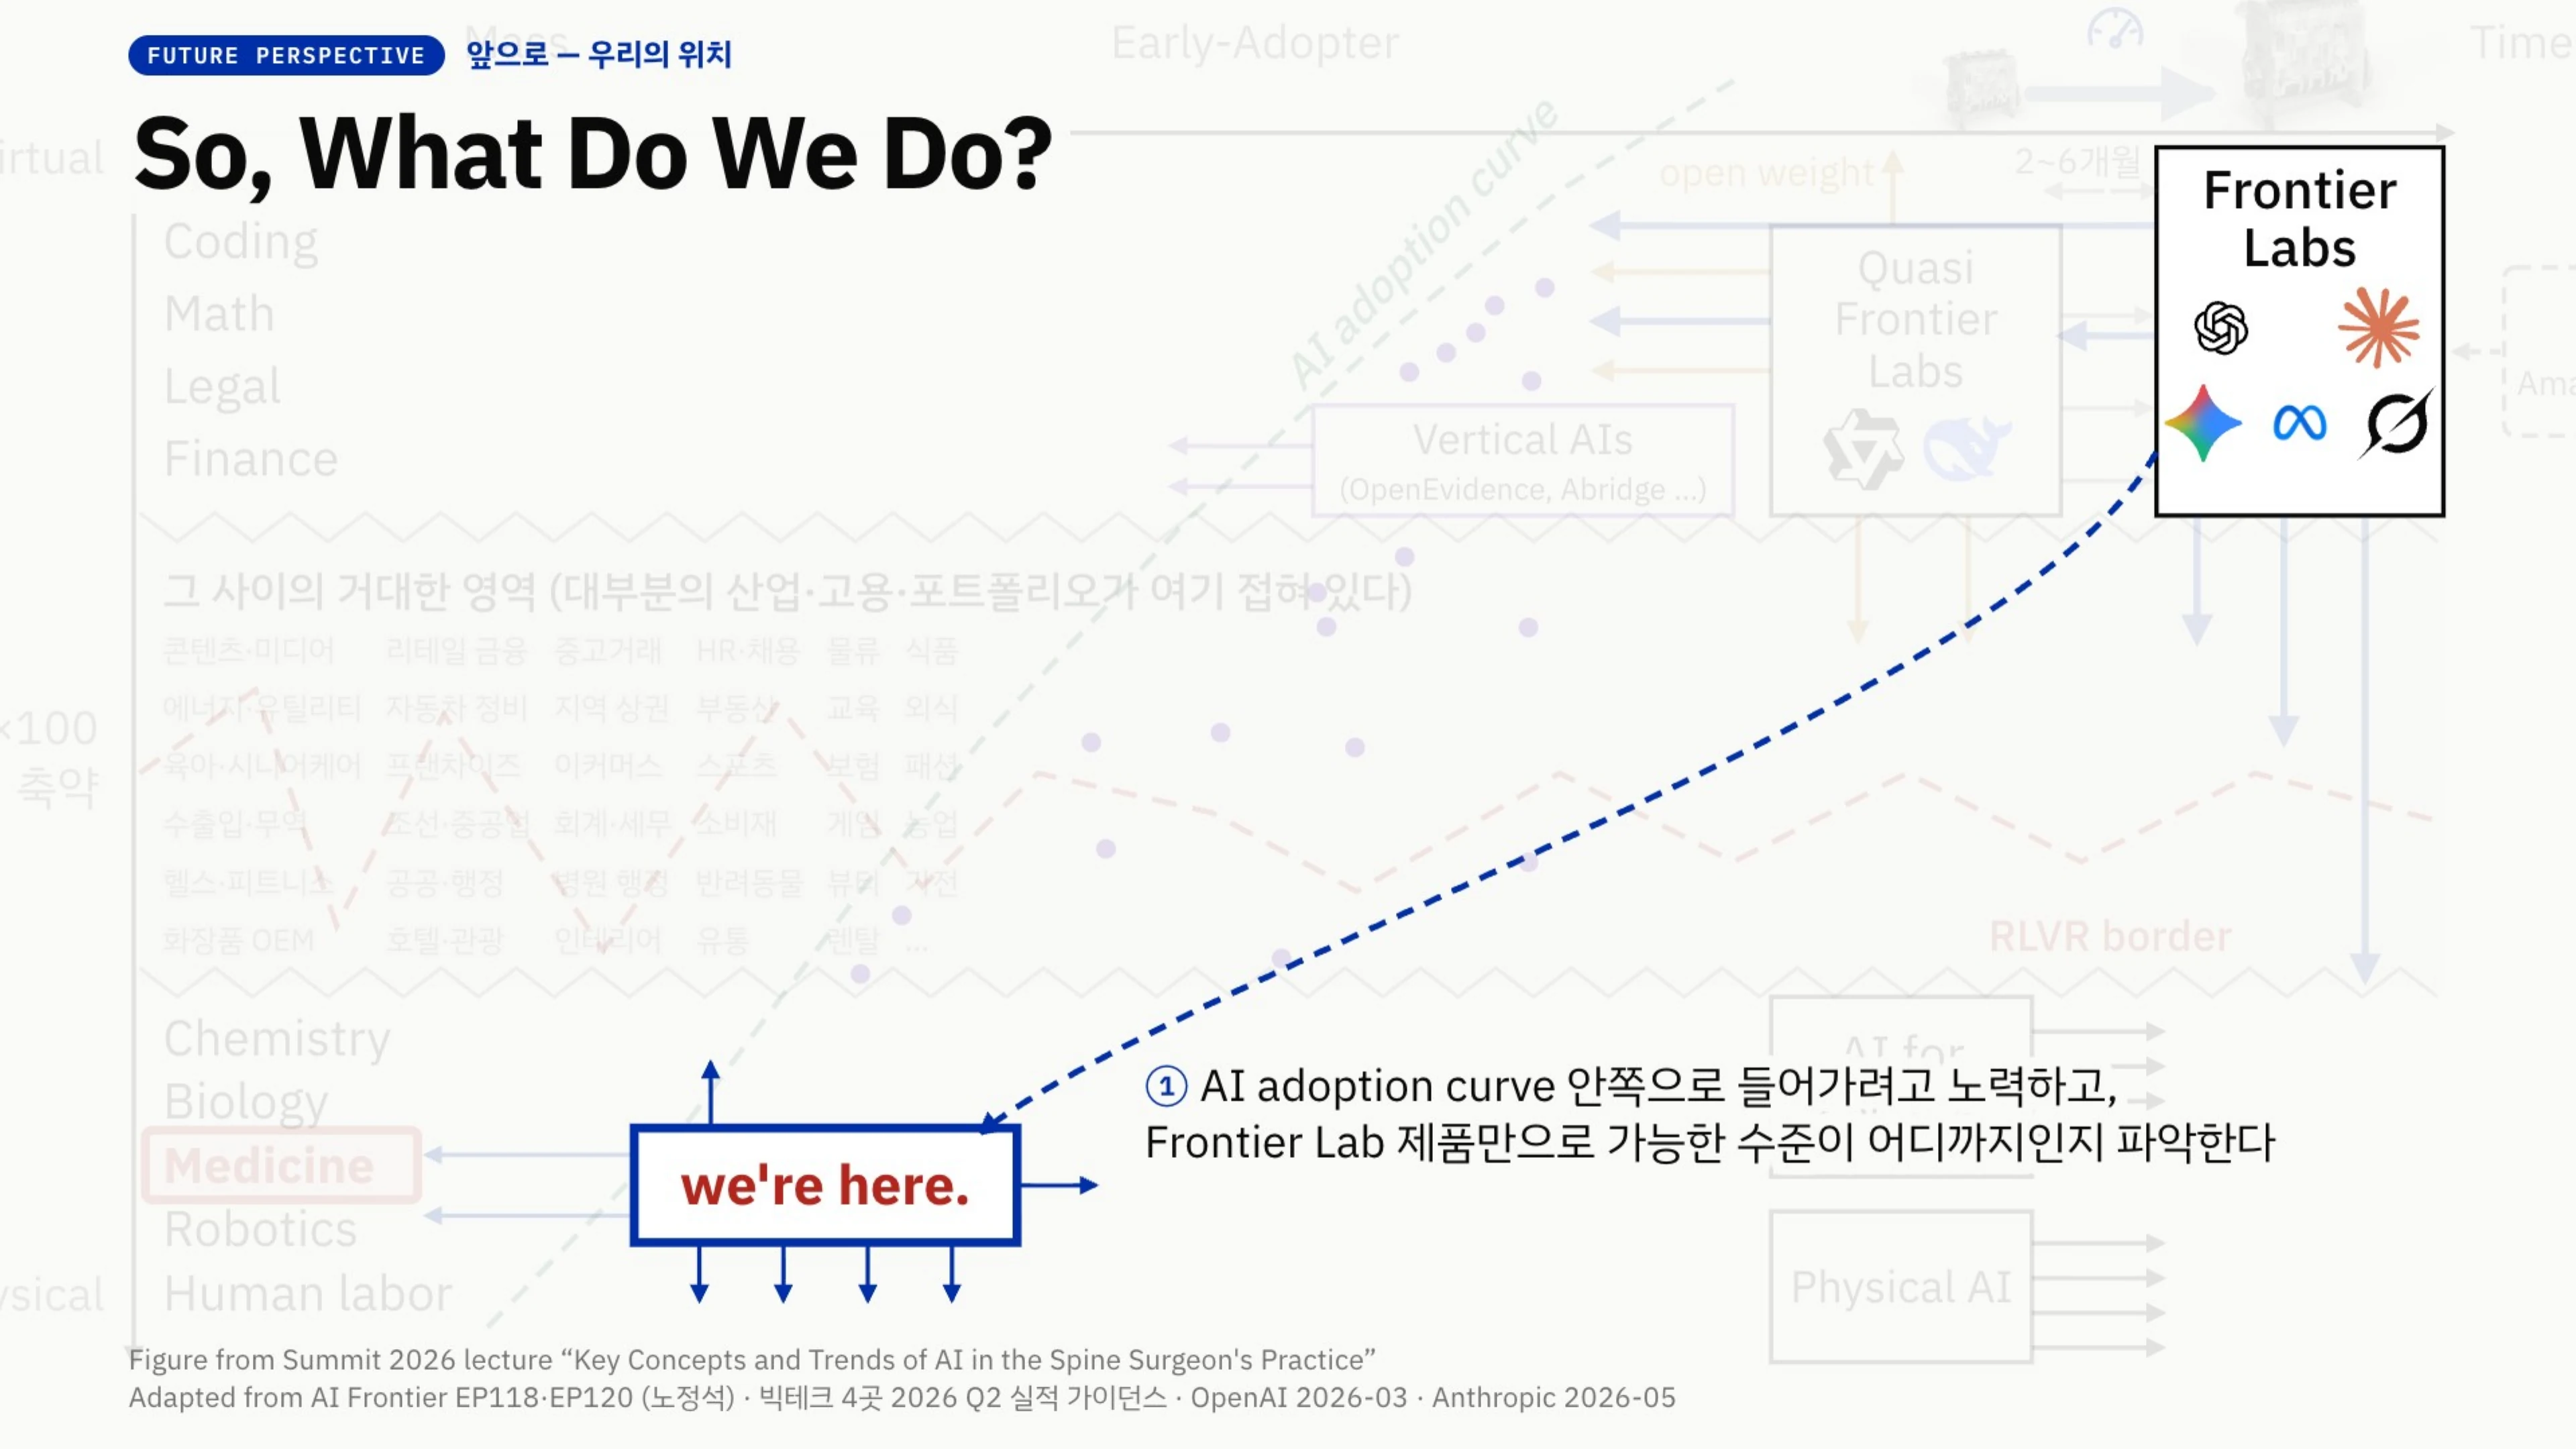 Mass
Early-Adopter
Time
FUTURE PERSPECTIVE
앞으로 — 우리의 위치
So, What Do We Do?
AI adoption curve
open weight
2~6개월
Frontier
Labs
Quasi
Frontier
Labs
Coding
Math
Legal
Finance
Vertical AIs
(OpenEvidence, Abridge ...)
그 사이의 거대한 영역 (대부분의 산업·고용·포트폴리오가 여기 접혀 있다)
콘텐츠·미디어 리테일 금융 중고거래 HR·채용 물류 식품
에너지·유틸리티 자동차 정비 지역 상권 부동산 교육 외식
육아·시니어케어 프랜차이즈 이커머스 스포츠 보험 패션
수출입·무역 조선·중공업 회계·세무 소비재 게임 농업
헬스·피트니스 공공·행정 병원 행정 반려동물 뷰티 가전
화장품 OEM 호텔·관광 인테리어 유통 렌탈 ...
×100
축약
RLVR border
Chemistry
Biology
Medicine
Robotics
Human labor
we're here.
AI for
① AI adoption curve 안쪽으로 들어가려고 노력하고,
Frontier Lab 제품만으로 가능한 수준이 어디까지인지 파악한다
Physical AI
Figure from Summit 2026 lecture “Key Concepts and Trends of AI in the Spine Surgeon's Practice”
Adapted from AI Frontier EP118·EP120 (노정석) · 빅테크 4곳 2026 Q2 실적 가이던스 · OpenAI 2026-03 · Anthropic 2026-05